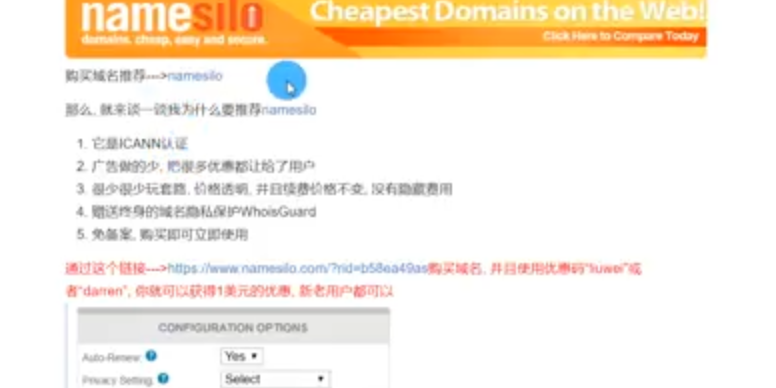 namesilo
Cheapest Domains on the Web!
domains. cheap, easy and secure.
Click Here to Compare Today
购买域名推荐--->namesilo
那么, 就来谈一谈我为什么要推荐namesilo
1. 它是ICANN认证
2. 广告做的少, 把很多优惠都让给了用户
3. 很少很少玩套路, 价格透明, 并且续费价格不变, 没有隐藏费用
4. 赠送终身的域名隐私保护WhoisGuard
5. 免备案, 购买即可立即使用
通过这个链接--->https://www.namesilo.com/?rid=b58ea49as购买域名, 并且使用优惠码"liuwei"或
者"darren", 你就可以获得1美元的优惠, 新老用户都可以
CONFIGURATION OPTIONS
Auto-Renew: ? Yes
Privacy Setting: ? Select